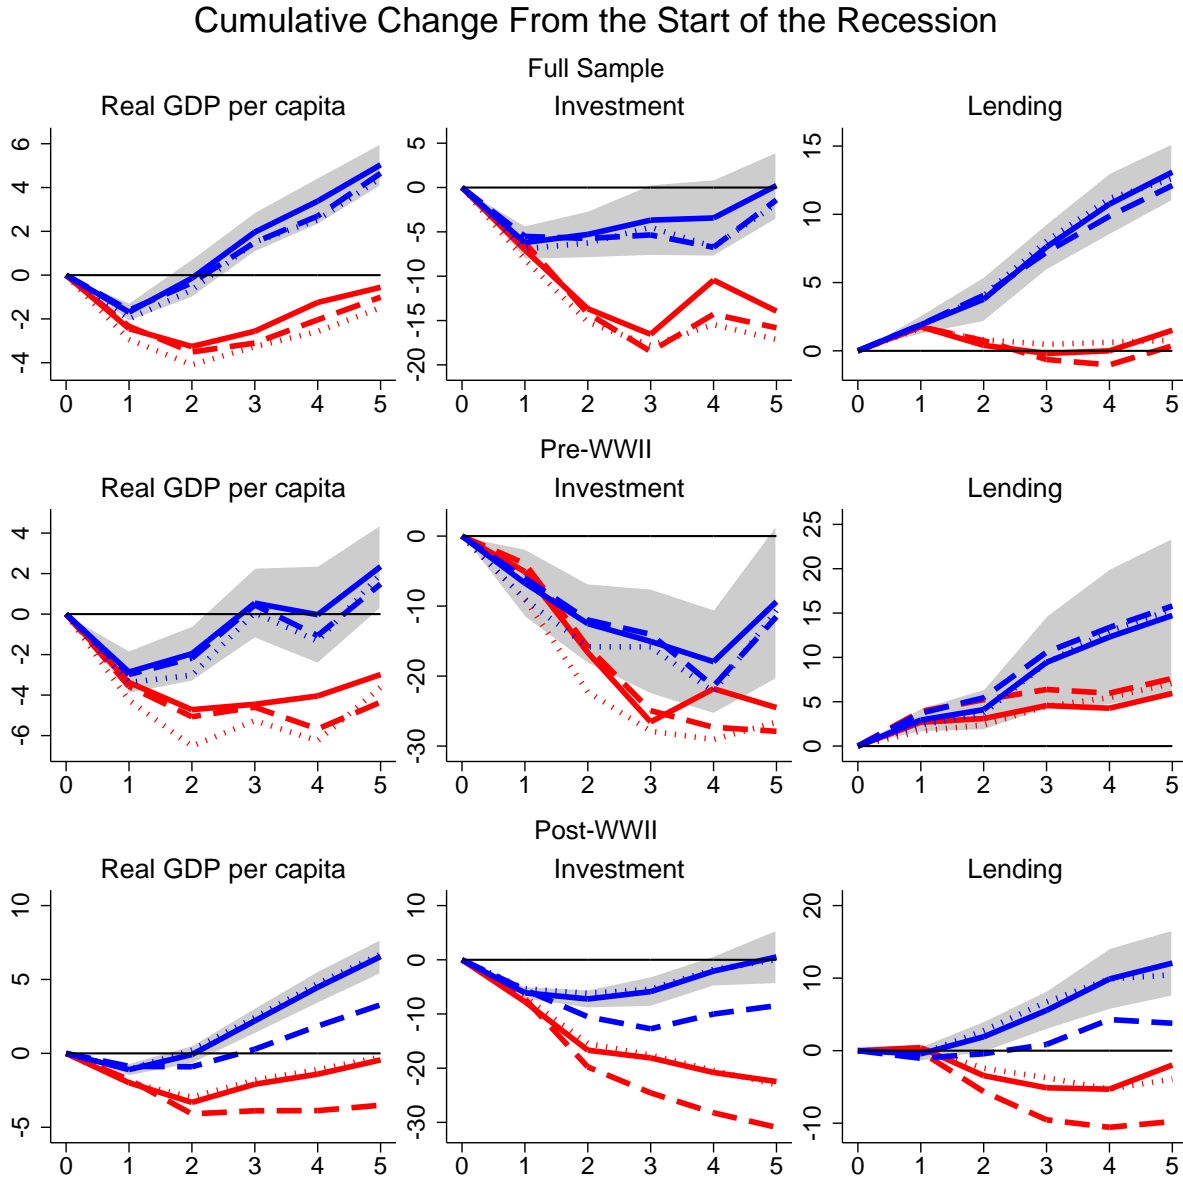 Cumulative Change From the Start of the Recession
Full Sample
Real GDP per capita
6
4
2
0
-2
-4
0 1 2 3 4 5
Investment
5
0
-5
-10
-15
-20
0 1 2 3 4 5
Lending
15
10
5
0
0 1 2 3 4 5
Pre-WWII
Real GDP per capita
4
2
0
-2
-4
-6
0 1 2 3 4 5
Investment
0
-10
-20
-30
0 1 2 3 4 5
Lending
25
20
15
10
5
0
0 1 2 3 4 5
Post-WWII
Real GDP per capita
10
5
0
-5
0 1 2 3 4 5
Investment
10
0
-10
-20
-30
0 1 2 3 4 5
Lending
20
10
0
-10
0 1 2 3 4 5